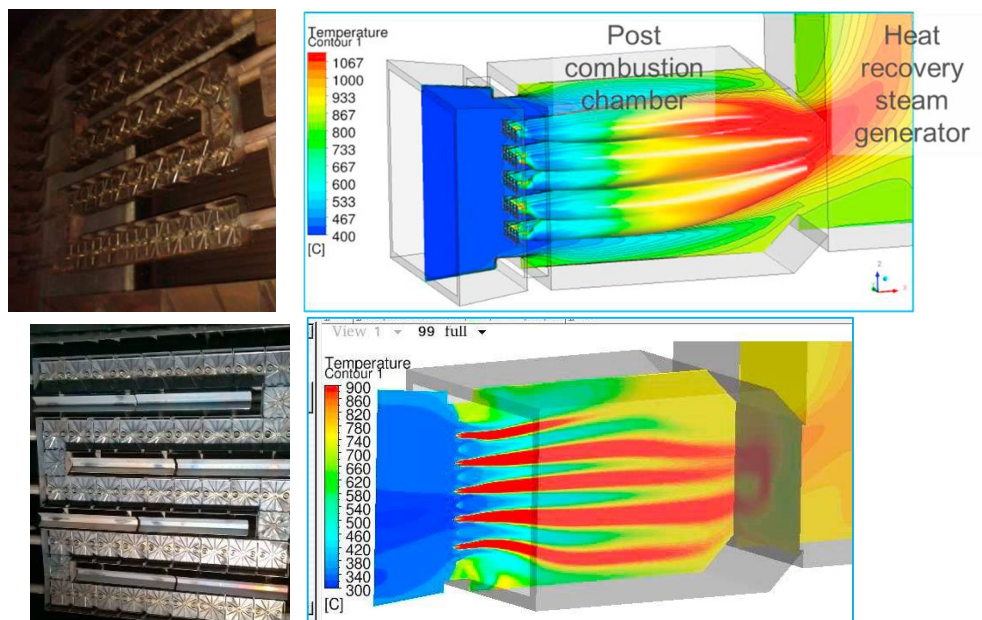 Temperature
Contour 1
1067
1000
933
867
800
733
667
600
533
467
400
[C]
Post
combustion
chamber
Heat
recovery
steam
generator
Z
X
View 1
99 full
Temperature
Contour 1
900
860
820
780
740
700
660
620
580
540
500
460
420
380
340
300
[C]